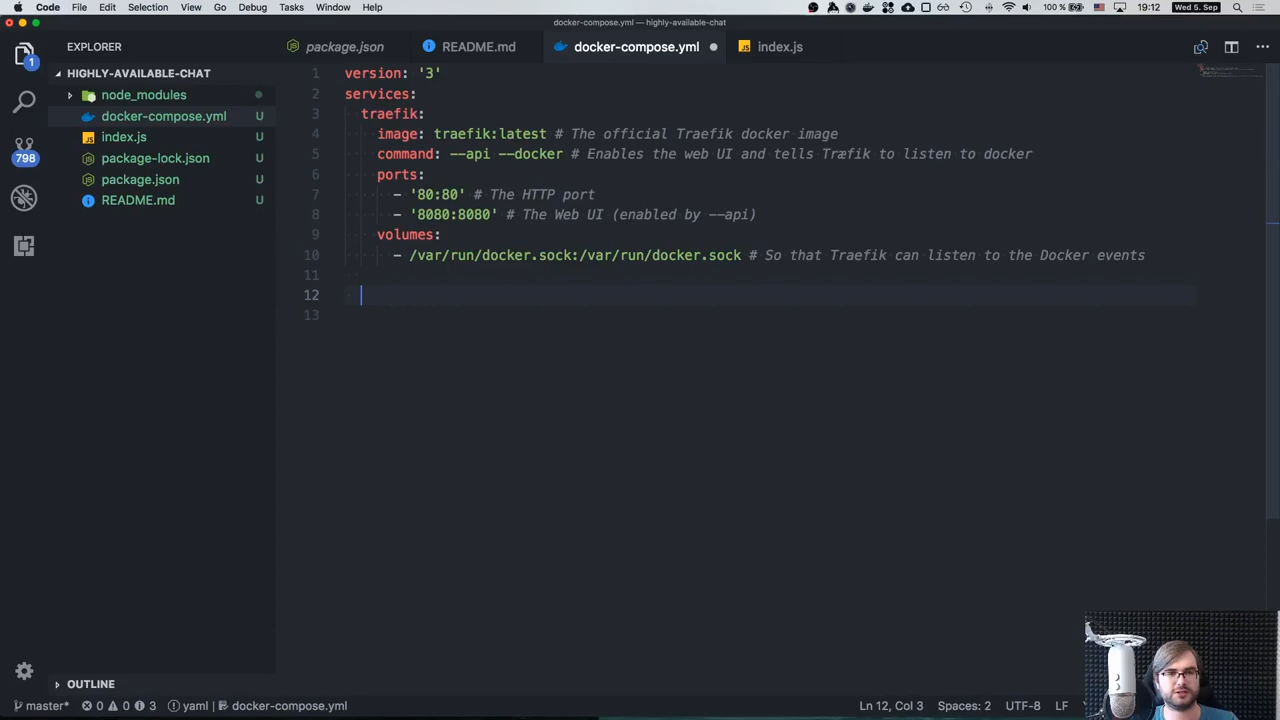 Code File Edit Selection View Go Debug Tasks Window Help 100 % 19:12 Wed 5. Sep
docker-compose.yml — highly-available-chat
EXPLORER package.json README.md docker-compose.yml index.js
HIGHLY-AVAILABLE-CHAT
node_modules
docker-compose.yml U
index.js U
package-lock.json U
package.json U
README.md U
1
798
1 version: '3'
2 services:
3 traefik:
4 image: traefik:latest # The official Traefik docker image
5 command: --api --docker # Enables the web UI and tells Træfik to listen to docker
6 ports:
7 - '80:80' # The HTTP port
8 - '8080:8080' # The Web UI (enabled by --api)
9 volumes:
10 - /var/run/docker.sock:/var/run/docker.sock # So that Traefik can listen to the Docker events
11
12
13
OUTLINE
master* 0 0 3 yaml docker-compose.yml Ln 12, Col 3 Spaces: 2 UTF-8 LF